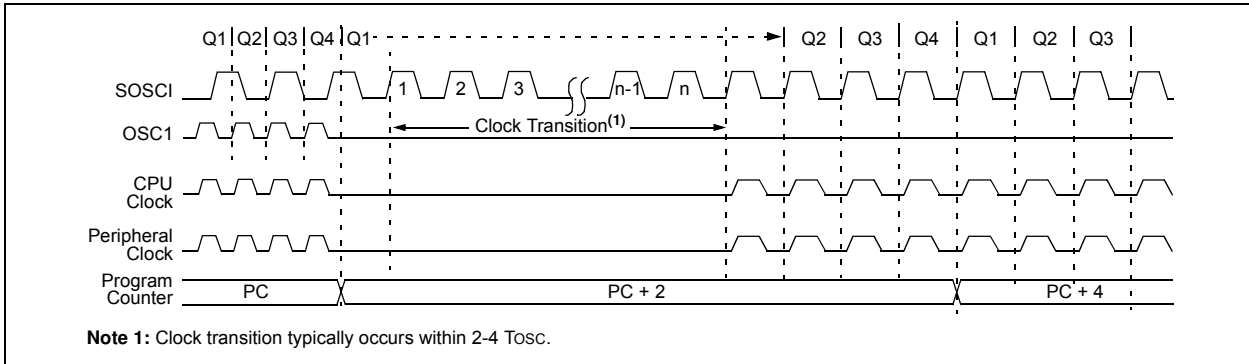 Q1 Q2 Q3 Q4 Q1 Q2 Q3 Q4 Q1 Q2 Q3
SOSCI 1 2 3 n-1 n
OSC1 Clock Transition(1)
CPU
Clock
Peripheral
Clock
Program
Counter PC PC + 2 PC + 4
Note 1: Clock transition typically occurs within 2-4 TOSC.